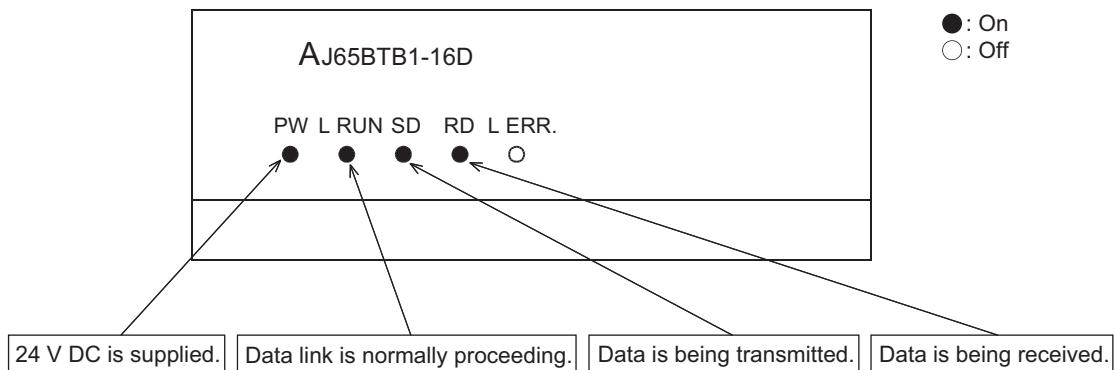 AJ65BTB1-16D
●: On
○: Off
PW L RUN SD RD L ERR.
24 V DC is supplied.
Data link is normally proceeding.
Data is being transmitted.
Data is being received.